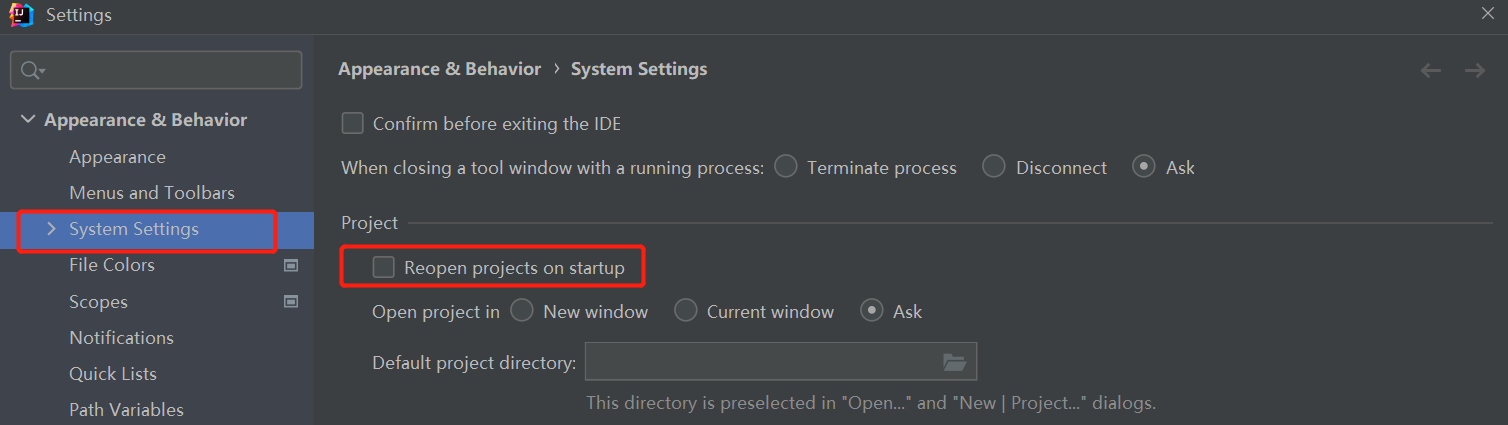 IJ
Settings
Appearance & Behavior
Appearance
Menus and Toolbars
System Settings
File Colors
Scopes
Notifications
Quick Lists
Path Variables
Appearance & Behavior › System Settings
Confirm before exiting the IDE
When closing a tool window with a running process: Terminate process Disconnect Ask
Project
Reopen projects on startup
Open project in New window Current window Ask
Default project directory:
This directory is preselected in "Open..." and "New | Project..." dialogs.